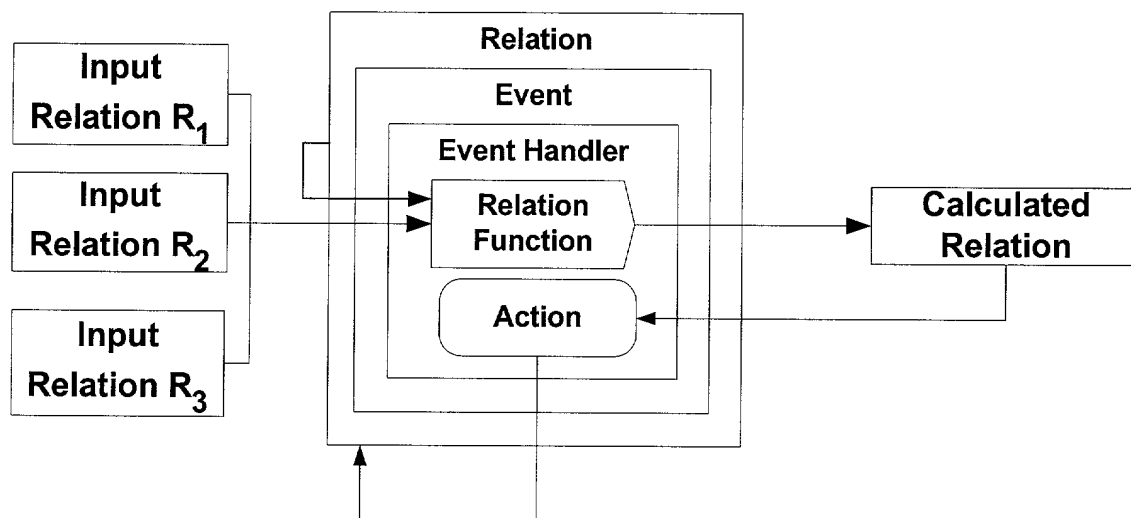 Input
Relation R1
Input
Relation R2
Input
Relation R3
Relation
Event
Event Handler
Relation
Function
Action
Calculated
Relation